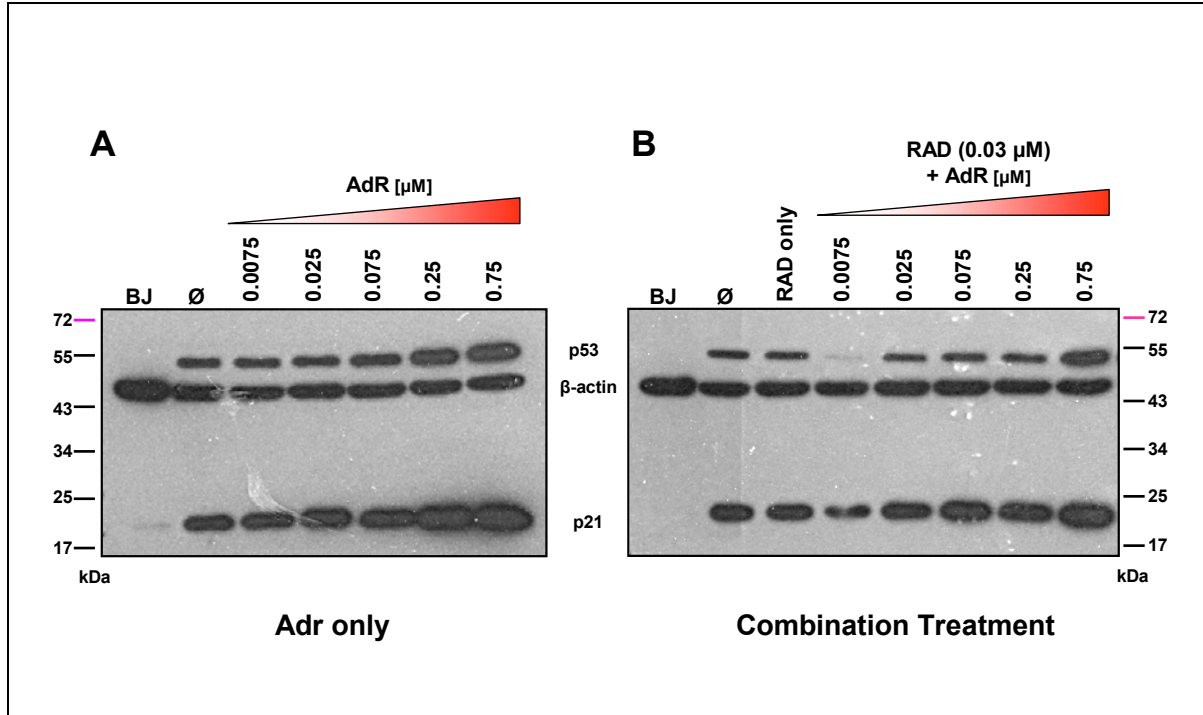 A
B
AdR [µM]
RAD (0.03 µM)
+ AdR [µM]
BJ
Ø
0.0075
0.025
0.075
0.25
0.75
BJ
Ø
RAD only
0.0075
0.025
0.075
0.25
0.75
72
55
43
34
25
17
kDa
p53
β-actin
p21
72
55
43
34
25
17
kDa
Adr only
Combination Treatment